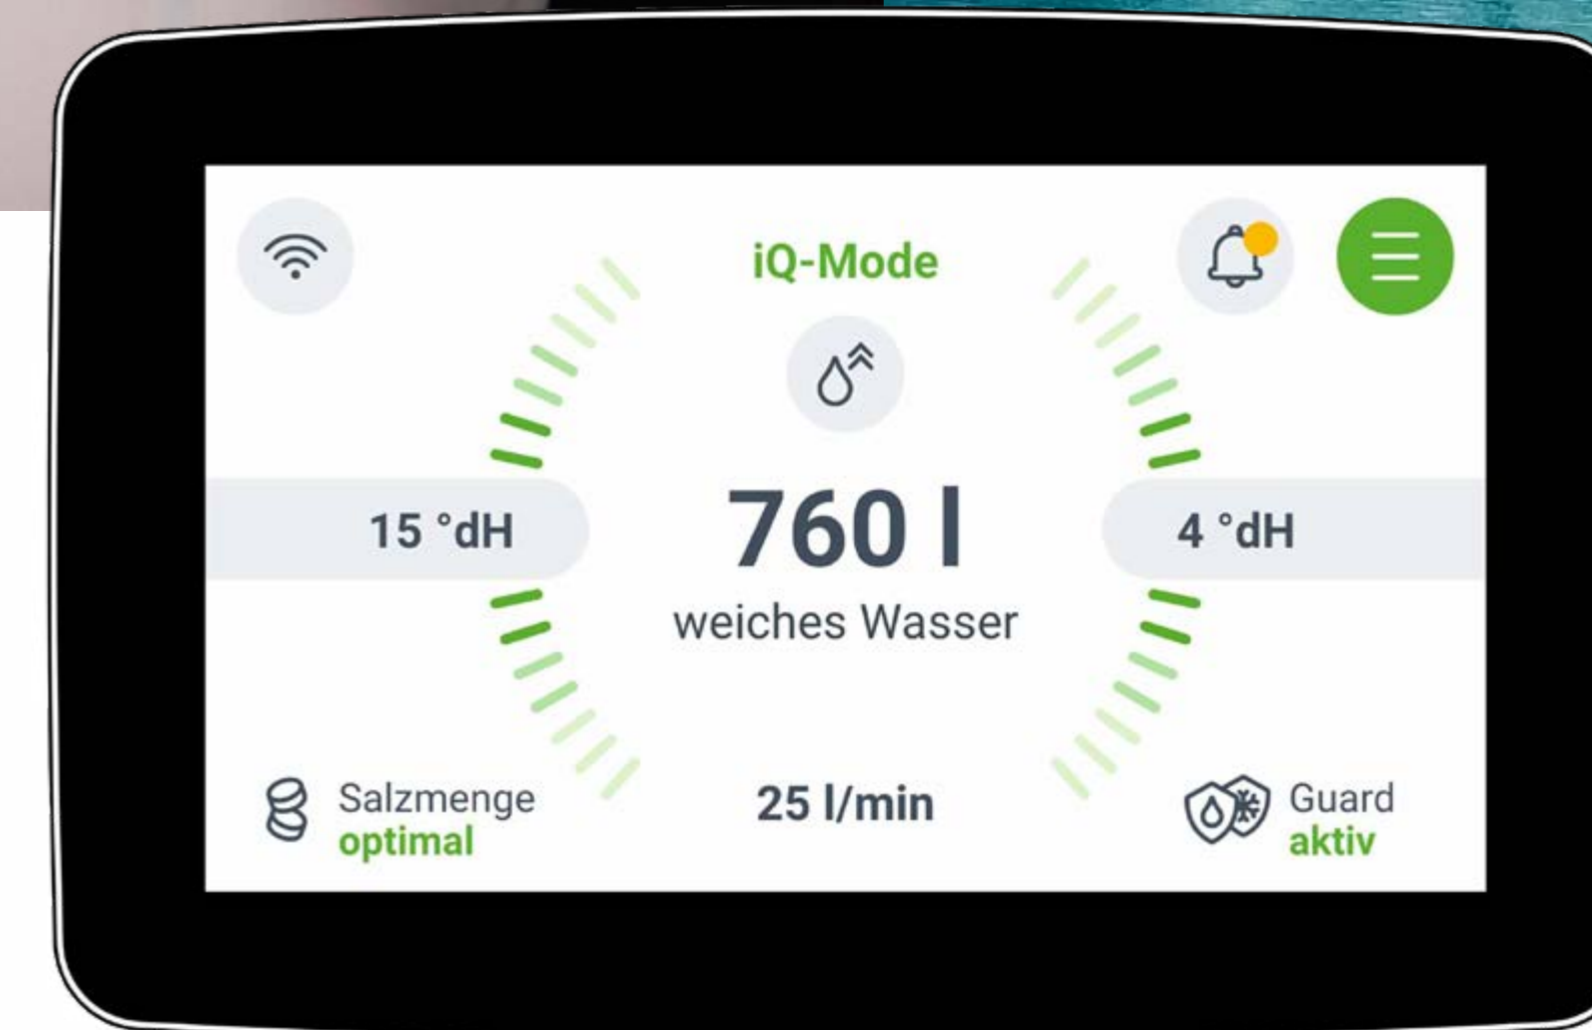 iQ-Mode
15 °dH
760 l
4 °dH
weiches Wasser
Salzmenge
optimal
25 l/min
Guard
aktiv